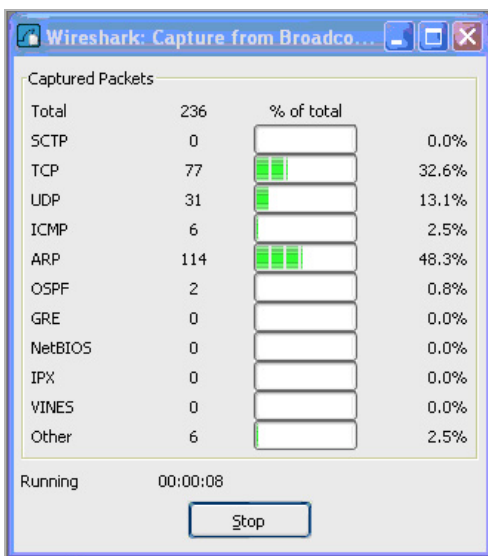 Wireshark: Capture from Broadco...
Captured Packets
Total 236 % of total
SCTP 0 0.0%
TCP 77 32.6%
UDP 31 13.1%
ICMP 6 2.5%
ARP 114 48.3%
OSPF 2 0.8%
GRE 0 0.0%
NetBIOS 0 0.0%
IPX 0 0.0%
VINES 0 0.0%
Other 6 2.5%
Running 00:00:08
Stop